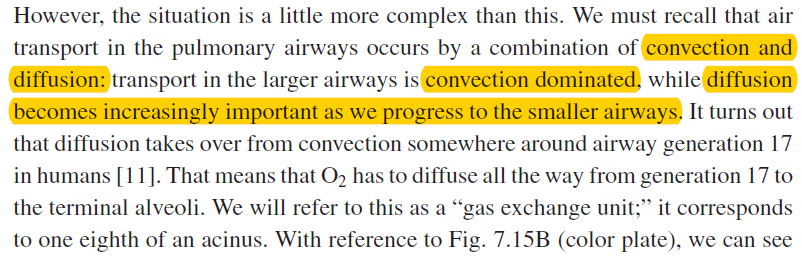 However, the situation is a little more complex than this. We must recall that air
transport in the pulmonary airways occurs by a combination of convection and
diffusion: transport in the larger airways is convection dominated, while diffusion
becomes increasingly important as we progress to the smaller airways. It turns out
that diffusion takes over from convection somewhere around airway generation 17
in humans [11]. That means that O₂ has to diffuse all the way from generation 17 to
the terminal alveoli. We will refer to this as a “gas exchange unit;” it corresponds
to one eighth of an acinus. With reference to Fig. 7.15B (color plate), we can see